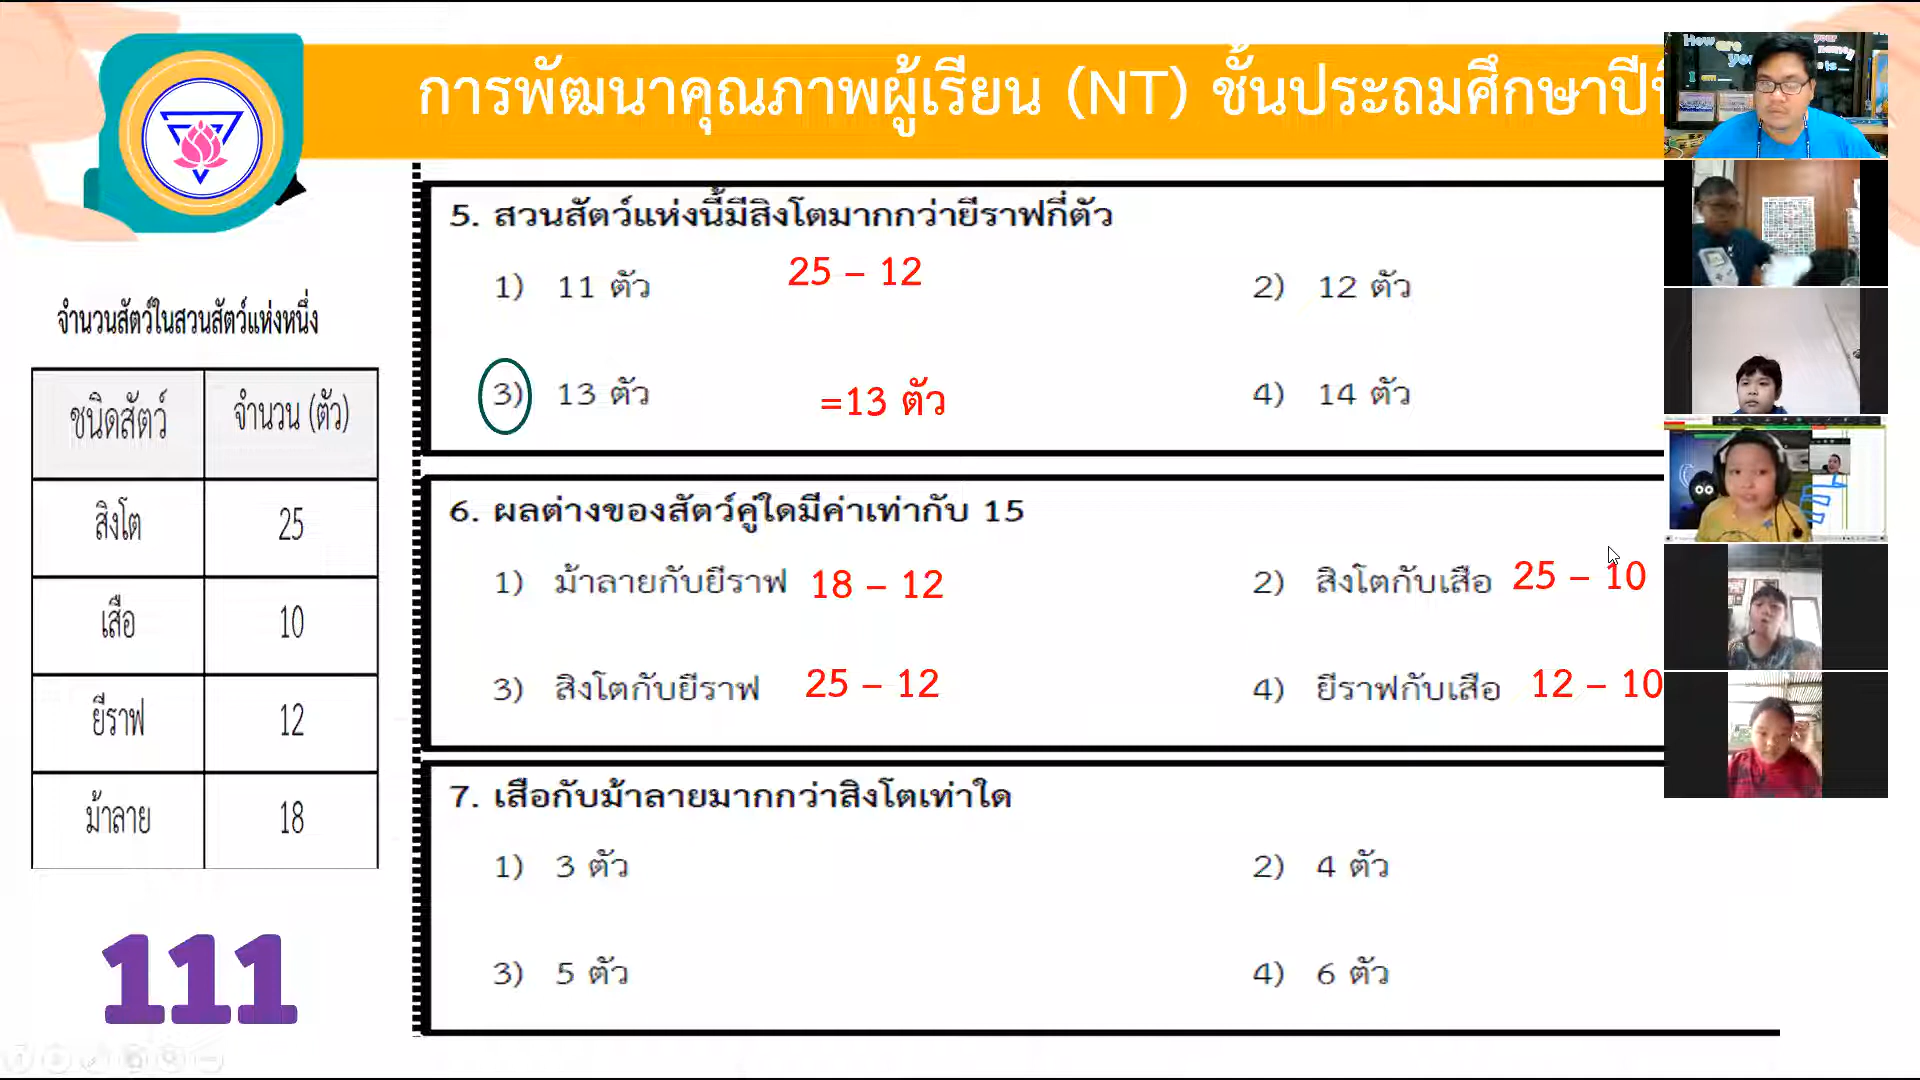 การพัฒนาคุณภาพผู้เรียน (NT) ชั้นประถมศึกษาปี
จำนวนสัตว์ในสวนสัตว์แห่งหนึ่ง
ชนิดสัตว์ จำนวน (ตัว)
สิงโต 25
เสือ 10
ยีราฟ 12
ม้าลาย 18
111
5. สวนสัตว์แห่งนี้มีสิงโตมากกว่ายีราฟกี่ตัว
1) 11 ตัว 25 – 12 2) 12 ตัว
3) 13 ตัว =13 ตัว 4) 14 ตัว
6. ผลต่างของสัตว์คู่ใดมีค่าเท่ากับ 15
1) ม้าลายกับยีราฟ 18 – 12 2) สิงโตกับเสือ 25 – 10
3) สิงโตกับยีราฟ 25 – 12 4) ยีราฟกับเสือ 12 – 10
7. เสือกับม้าลายมากกว่าสิงโตเท่าใด
1) 3 ตัว 2) 4 ตัว
3) 5 ตัว 4) 6 ตัว
How are you
I am
your name
is